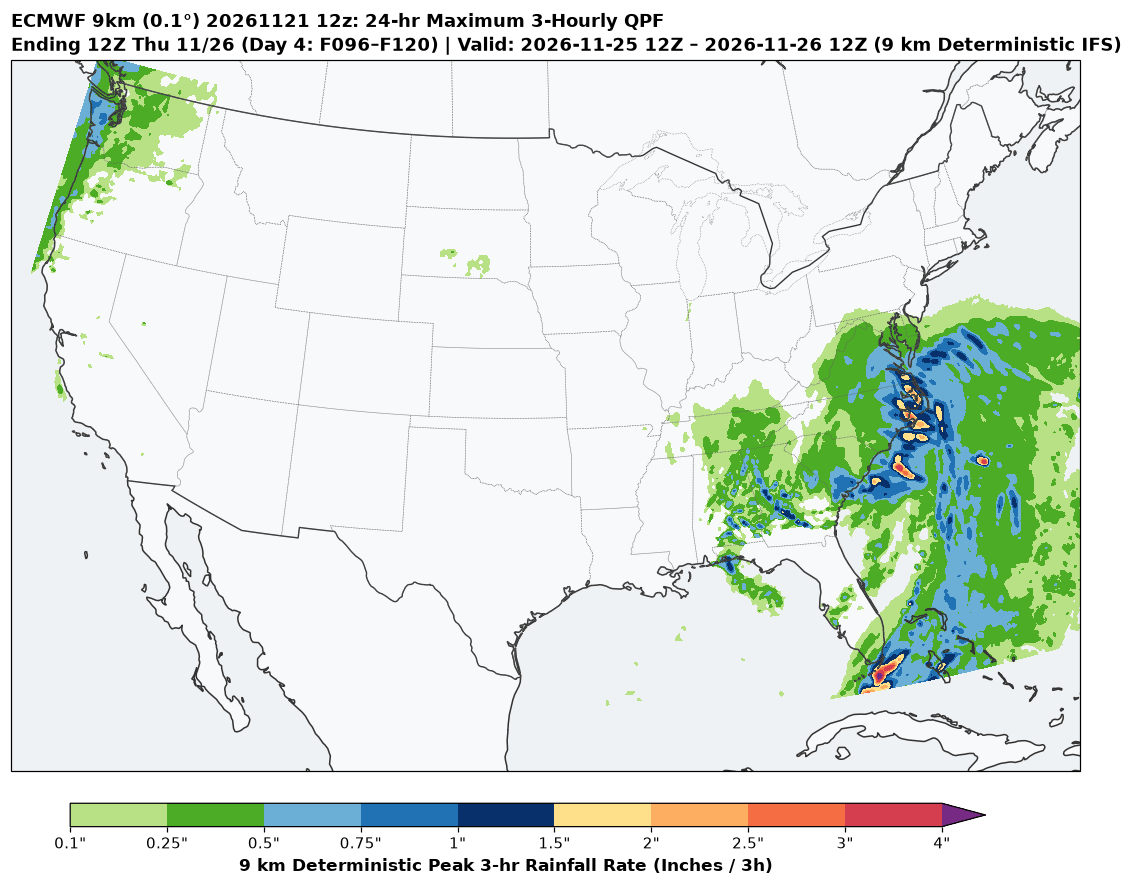 ECMWF 9km (0.1°) 20261121 12z: 24-hr Maximum 3-Hourly QPF
Ending 12Z Thu 11/26 (Day 4: F096–F120) | Valid: 2026-11-25 12Z – 2026-11-26 12Z (9 km Deterministic IFS)
0.1" 0.25" 0.5" 0.75" 1" 1.5" 2" 2.5" 3" 4"
9 km Deterministic Peak 3-hr Rainfall Rate (Inches / 3h)